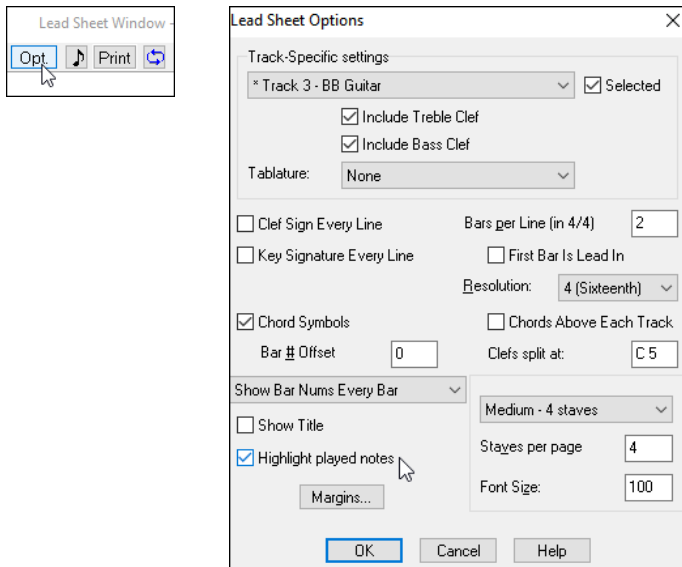 Lead Sheet Window -
Opt. Print
Lead Sheet Options
Track-Specific settings
* Track 3 - BB Guitar Selected
Include Treble Clef
Include Bass Clef
Tablature: None
Clef Sign Every Line Bars per Line (in 4/4) 2
Key Signature Every Line First Bar Is Lead In
Resolution: 4 (Sixteenth)
Chord Symbols Chords Above Each Track
Bar # Offset 0 Clefs split at: C 5
Show Bar Nums Every Bar
Medium - 4 staves
Show Title
Staves per page 4
Highlight played notes
Font Size: 100
Margins...
OK Cancel Help